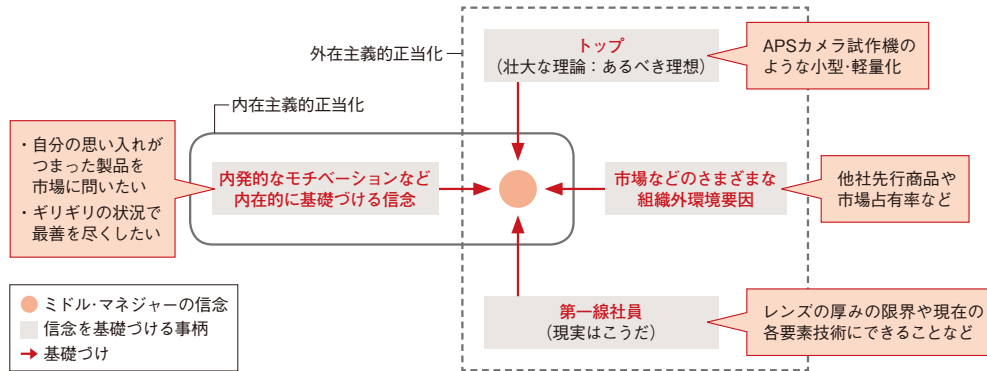 外在主義的正当化
トップ
（壮大な理論：あるべき理想）
APSカメラ試作機の
ような小型・軽量化
内在主義的正当化
・自分の思い入れが
つまった製品を
市場に問いたい
・ギリギリの状況で
最善を尽くしたい
内発的なモチベーションなど
内在的に基礎づける信念
市場などのさまざまな
組織外環境要因
他社先行商品や
市場占有率など
第一線社員
（現実はこうだ）
レンズの厚みの限界や現在の
各要素技術にできることなど
ミドル・マネジャーの信念
信念を基礎づける事柄
基礎づけ